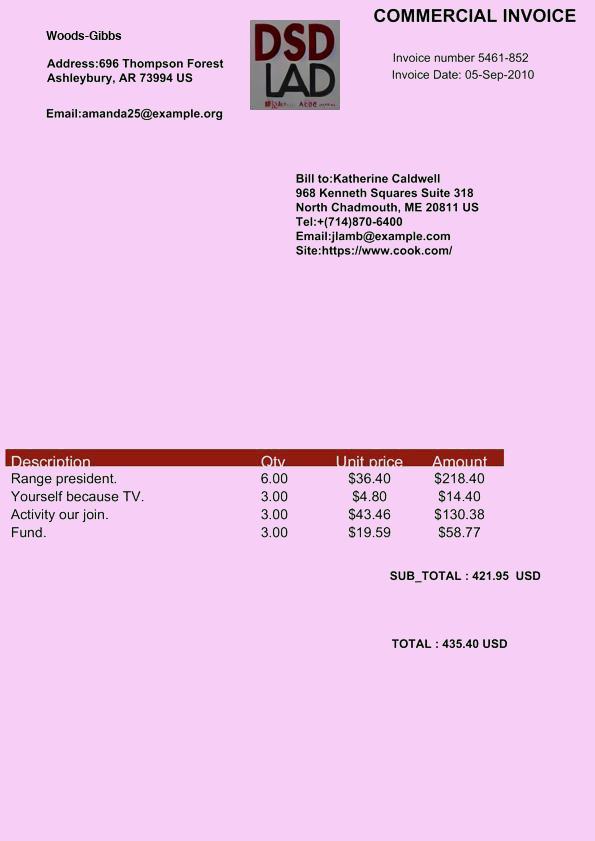 COMMERCIAL INVOICE
Woods-Gibbs
Address:696 Thompson Forest
Ashleybury, AR 73994 US
Email:amanda25@example.org
DSD
LAD
Invoice number 5461-852
Invoice Date: 05-Sep-2010
Bill to:Katherine Caldwell
968 Kenneth Squares Suite 318
North Chadmouth, ME 20811 US
Tel:+(714)870-6400
Email:jlamb@example.com
Site:https://www.cook.com/
Description Qty Unit price Amount
Range president. 6.00 $36.40 $218.40
Yourself because TV. 3.00 $4.80 $14.40
Activity our join. 3.00 $43.46 $130.38
Fund. 3.00 $19.59 $58.77
SUB_TOTAL : 421.95 USD
TOTAL : 435.40 USD